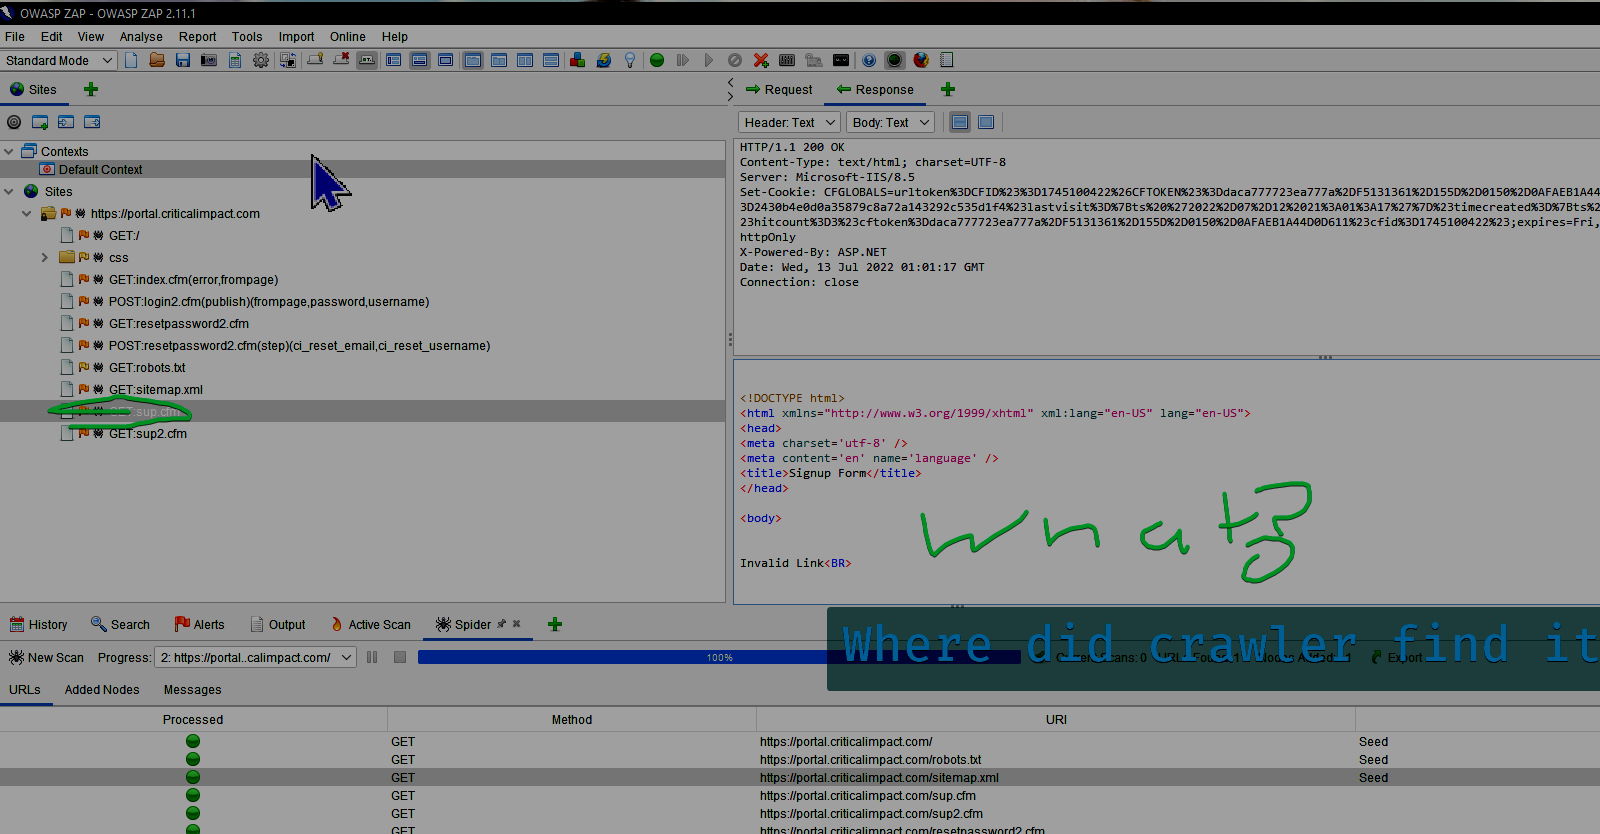 OWASP ZAP - OWASP ZAP 2.11.1
File Edit View Analyse Report Tools Import Online Help
Standard Mode
Sites
Request Response
Header: Text Body: Text
Contexts
Default Context
Sites
https://portal.criticalimpact.com
GET:/
css
GET:index.cfm(error,frompage)
POST:login2.cfm(publish)(frompage,password,username)
GET:resetpassword2.cfm
POST:resetpassword2.cfm(step)(ci_reset_email,ci_reset_username)
GET:robots.txt
GET:sitemap.xml
GET:sup.cfm
GET:sup2.cfm
HTTP/1.1 200 OK
Content-Type: text/html; charset=UTF-8
Server: Microsoft-IIS/8.5
Set-Cookie: CFGLOBALS=urltoken%3DCFID%23%3D1745100422%26CFTOKEN%23%3Ddaca777723ea777a%2DF5131361%2D155D%2D0150%2D0AFAEB1A44
3D2430b4e0d0a35879c8a72a143292c535d1f4%23lastvisit%3D%7Bts%20%272022%2D07%2D12%2021%3A01%3A17%27%7D%23timecreated%3D%7Bts%2
23hitcount%3D3%23cftoken%3Ddaca777723ea777a%2DF5131361%2D155D%2D0150%2D0AFAEB1A44D0D611%23cfid%3D1745100422%23;expires=Fri,
httpOnly
X-Powered-By: ASP.NET
Date: Wed, 13 Jul 2022 01:01:17 GMT
Connection: close
<!DOCTYPE html>
<html xmlns="http://www.w3.org/1999/xhtml" xml:lang="en-US" lang="en-US">
<head>
<meta charset='utf-8' />
<meta content='en' name='language' />
<title>Signup Form</title>
</head>
<body>
Invalid Link<BR>
What?
History Search Alerts Output Active Scan Spider
Where did crawler find it
New Scan Progress: 2: https://portal..calimpact.com/ 100% Export
URLs Added Nodes Messages
Processed Method URI
GET https://portal.criticalimpact.com/ Seed
GET https://portal.criticalimpact.com/robots.txt Seed
GET https://portal.criticalimpact.com/sitemap.xml Seed
GET https://portal.criticalimpact.com/sup.cfm
GET https://portal.criticalimpact.com/sup2.cfm
GET https://portal.criticalimpact.com/resetpassword2.cfm